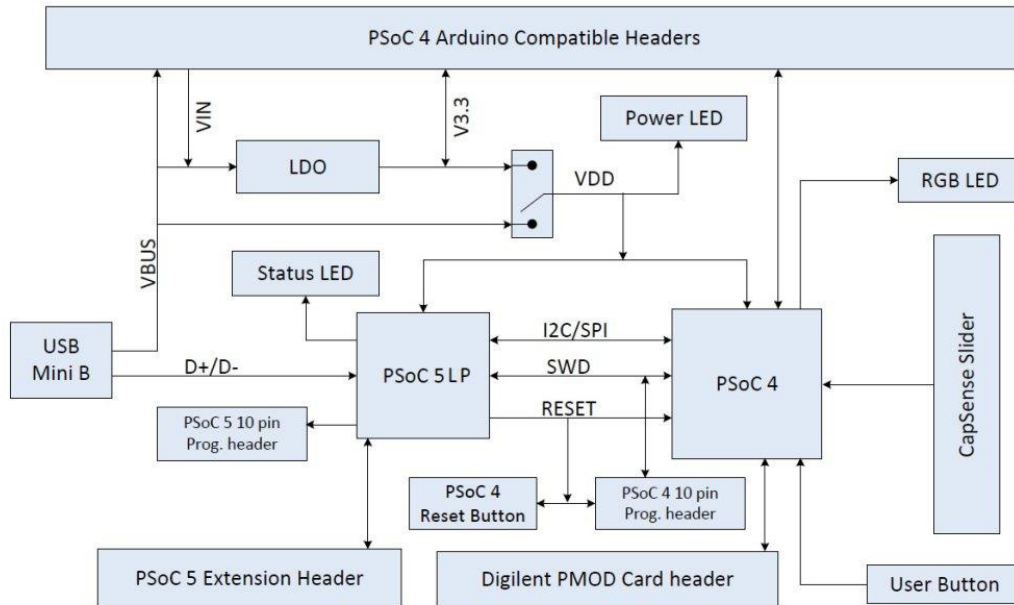 PSoC 4 Arduino Compatible Headers
VIN
V3.3
Power LED
LDO
VDD
RGB LED
VBUS
Status LED
CapSense Slider
USB
Mini B
D+/D-
PSoC 5LP
I2C/SPI
SWD
RESET
PSoC 4
PSoC 5 10 pin
Prog. header
PSoC 4
Reset Button
PSoC 4 10 pin
Prog. header
PSoC 5 Extension Header
Digilent PMOD Card header
User Button